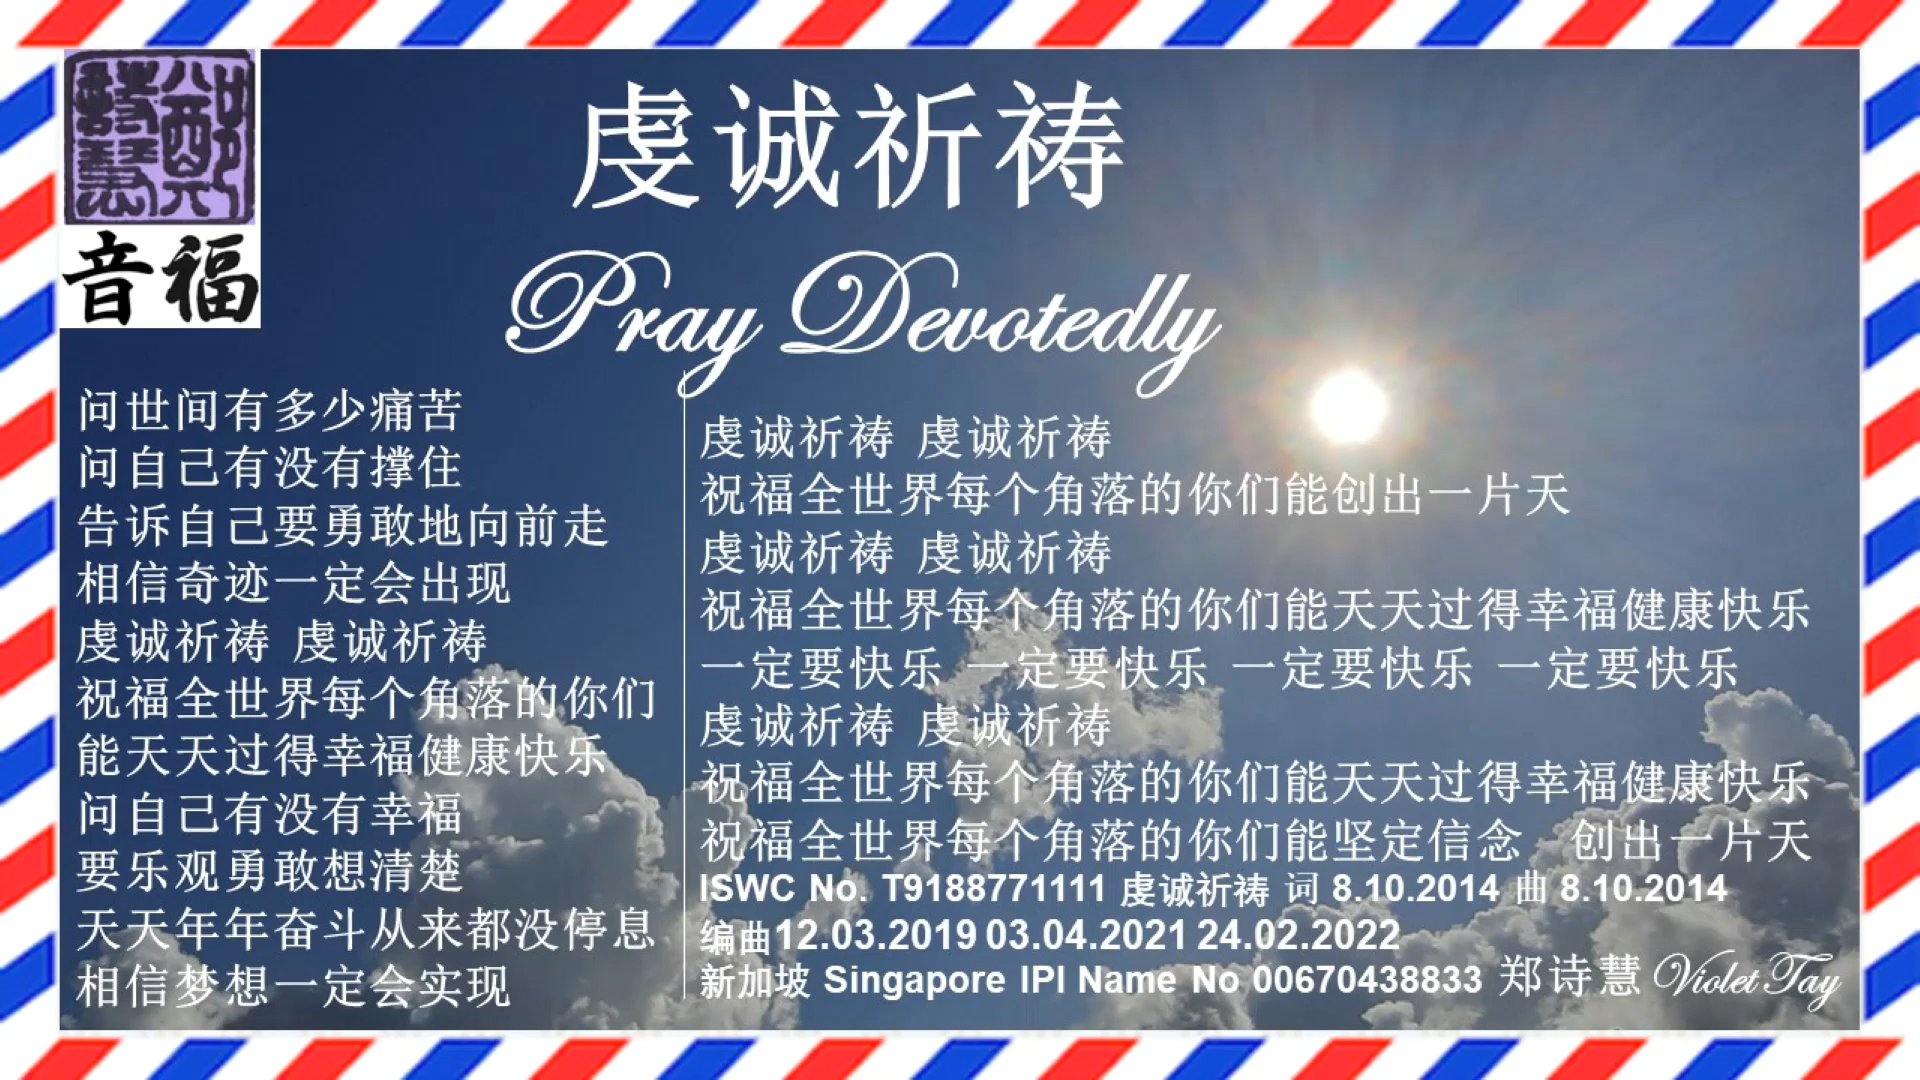 郑诗慧
音福
虔诚祈祷
Pray Devotedly
问世间有多少痛苦
问自己有没有撑住
告诉自己要勇敢地向前走
相信奇迹一定会出现
虔诚祈祷 虔诚祈祷
祝福全世界每个角落的你们
能天天过得幸福健康快乐
问自己有没有幸福
要乐观勇敢想清楚
天天年年奋斗从来都没停息
相信梦想一定会实现
虔诚祈祷 虔诚祈祷
祝福全世界每个角落的你们能创出一片天
虔诚祈祷 虔诚祈祷
祝福全世界每个角落的你们能天天过得幸福健康快乐
一定要快乐 一定要快乐 一定要快乐 一定要快乐
虔诚祈祷 虔诚祈祷
祝福全世界每个角落的你们能天天过得幸福健康快乐
祝福全世界每个角落的你们能坚定信念 创出一片天
ISWC No. T9188771111 虔诚祈祷 词 8.10.2014 曲 8.10.2014
编曲12.03.2019 03.04.2021 24.02.2022
新加坡 Singapore IPI Name No 00670438833 郑诗慧 Violet Tay